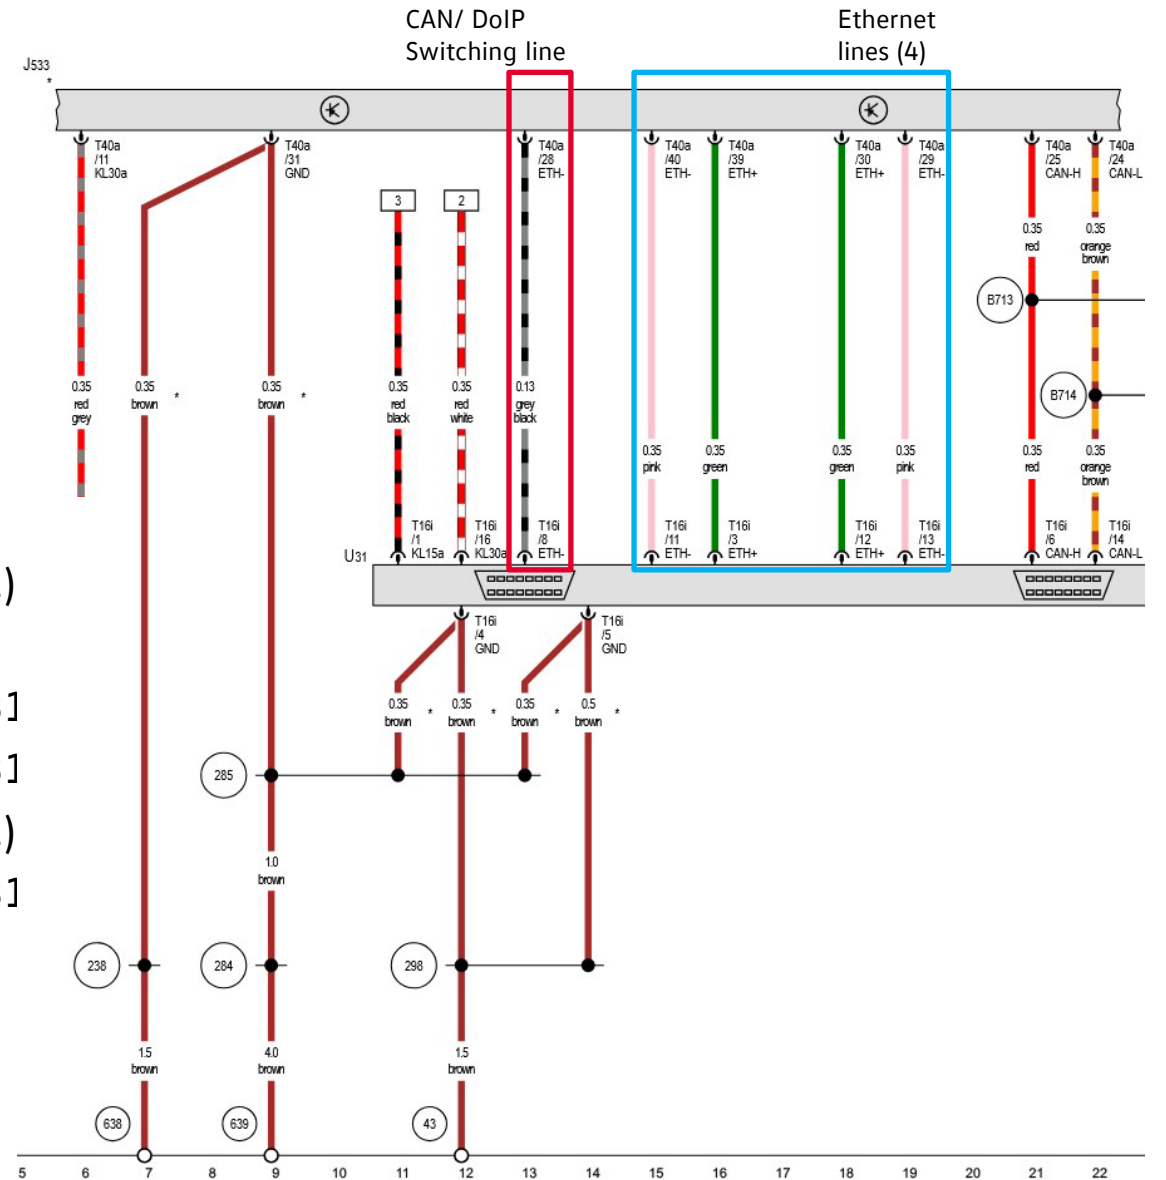 CAN/ DoIP
Switching line
Ethernet
lines (4)
J533
*
T40a
/11
KL30a
T40a
/31
GND
T40a
/28
ETH-
T40a
/40
ETH-
T40a
/39
ETH+
T40a
/30
ETH+
T40a
/29
ETH-
T40a
/25
CAN-H
T40a
/24
CAN-L
3
2
0.35
red
0.35
orange
brown
B713
B714
0.35
red
grey
0.35
brown
*
0.35
brown
*
0.35
red
black
0.35
red
white
0.13
grey
black
0.35
pink
0.35
green
0.35
green
0.35
pink
0.35
red
0.35
orange
brown
U31
T16i
/1
KL15a
T16i
/16
KL30a
T16i
/8
ETH-
T16i
/11
ETH-
T16i
/3
ETH+
T16i
/12
ETH+
T16i
/13
ETH-
T16i
/6
CAN-H
T16i
/14
CAN-L
T16i
/4
GND
T16i
/5
GND
0.35
brown
*
0.35
brown
*
0.35
brown
*
0.5
brown
*
285
1.0
brown
238
284
298
1.5
brown
4.0
brown
1.5
brown
638
639
43
5 6 7 8 9 10 11 12 13 14 15 16 17 18 19 20 21 22